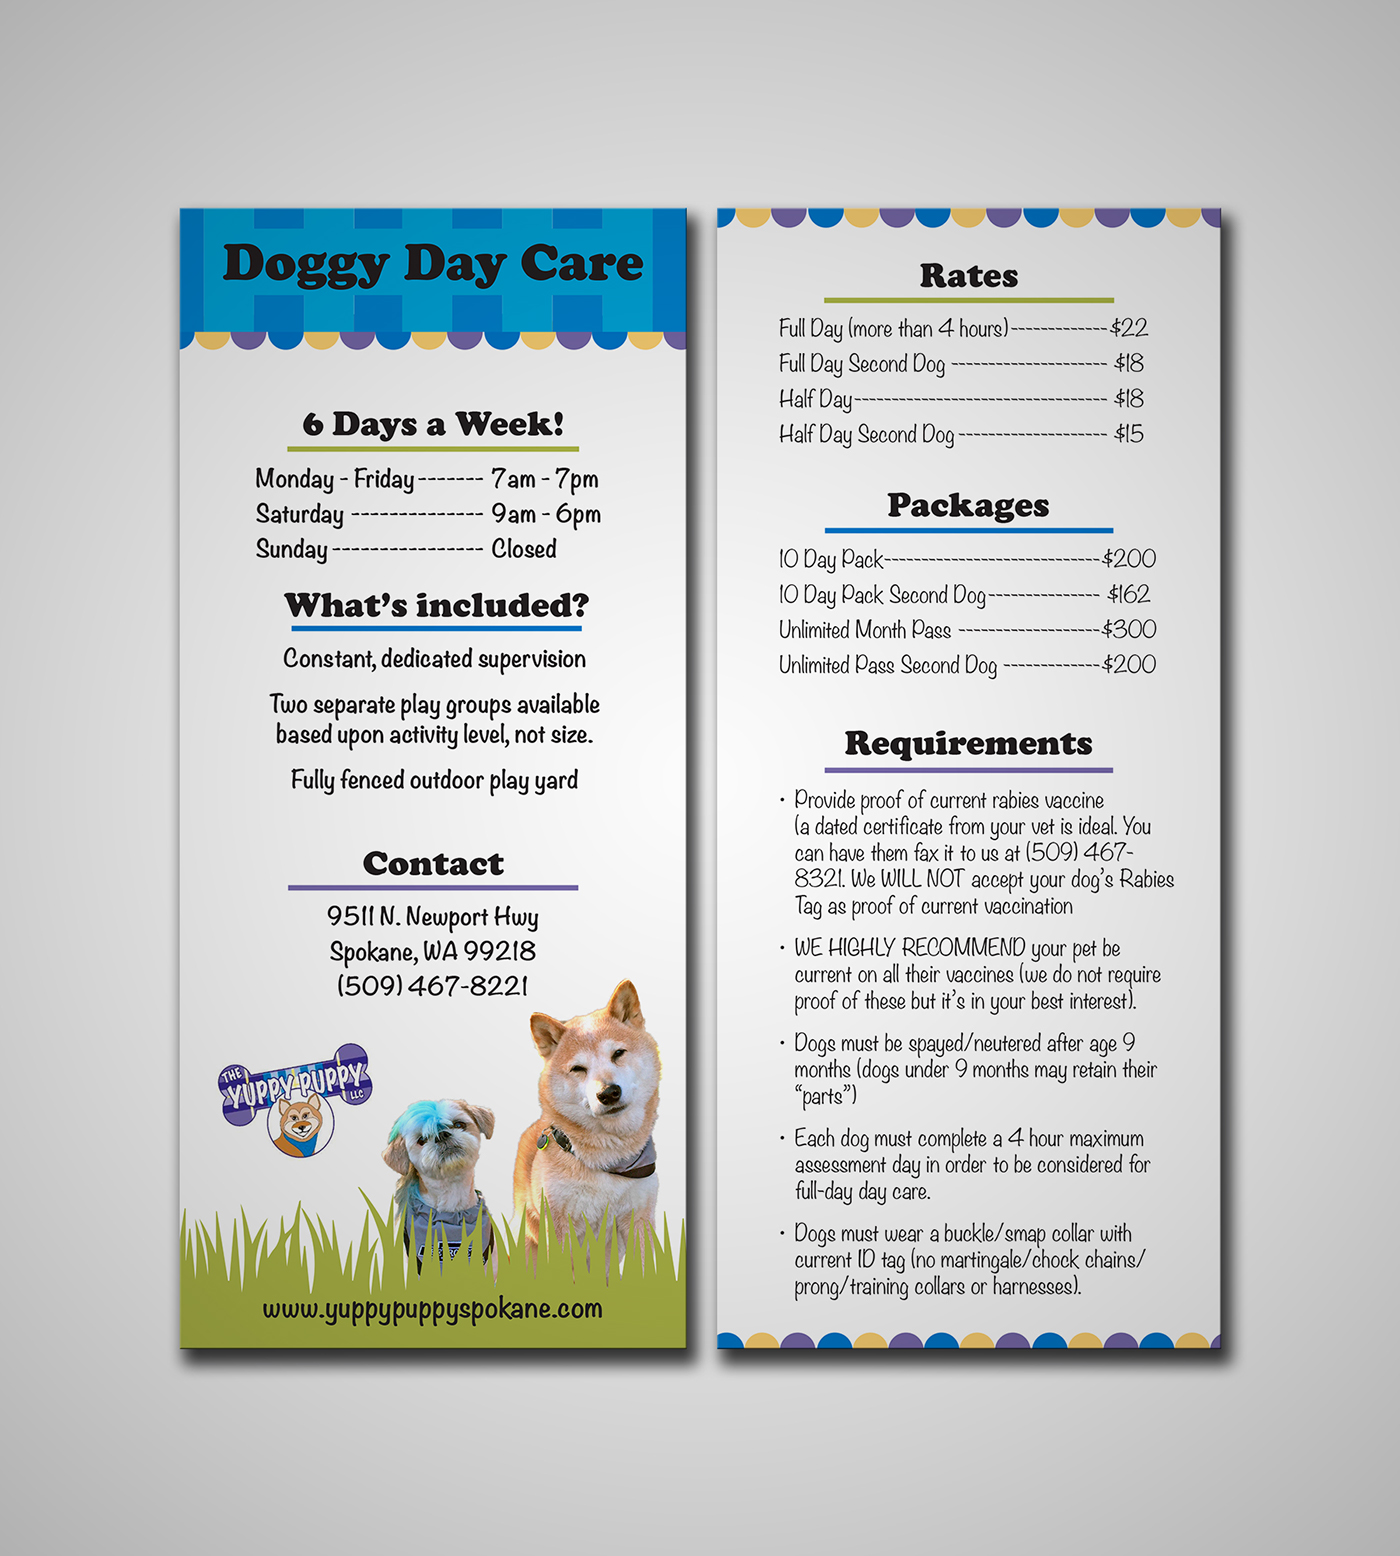 Doggy Day Care
6 Days a Week!
Monday - Friday ------- 7am - 7pm
Saturday -------------- 9am - 6pm
Sunday ---------------- Closed
What's included?
Constant, dedicated supervision
Two separate play groups available
based upon activity level, not size.
Fully fenced outdoor play yard
Contact
9511 N. Newport Hwy
Spokane, WA 99218
(509) 467-8221
THE
YUPPY PUPPY
LLC
www.yuppypuppyspokane.com
Rates
Full Day (more than 4 hours)-------------$22
Full Day Second Dog --------------------- $18
Half Day---------------------------------- $18
Half Day Second Dog -------------------- $15
Packages
10 Day Pack-----------------------------$200
10 Day Pack Second Dog--------------- $162
Unlimited Month Pass -------------------$300
Unlimited Pass Second Dog -------------$200
Requirements
• Provide proof of current rabies vaccine
(a dated certificate from your vet is ideal. You
can have them fax it to us at (509) 467-
8321. We WILL NOT accept your dog's Rabies
Tag as proof of current vaccination
• WE HIGHLY RECOMMEND your pet be
current on all their vaccines (we do not require
proof of these but it's in your best interest).
• Dogs must be spayed/neutered after age 9
months (dogs under 9 months may retain their
"parts")
• Each dog must complete a 4 hour maximum
assessment day in order to be considered for
full-day day care.
• Dogs must wear a buckle/smap collar with
current ID tag (no martingale/chock chains/
prong/training collars or harnesses).